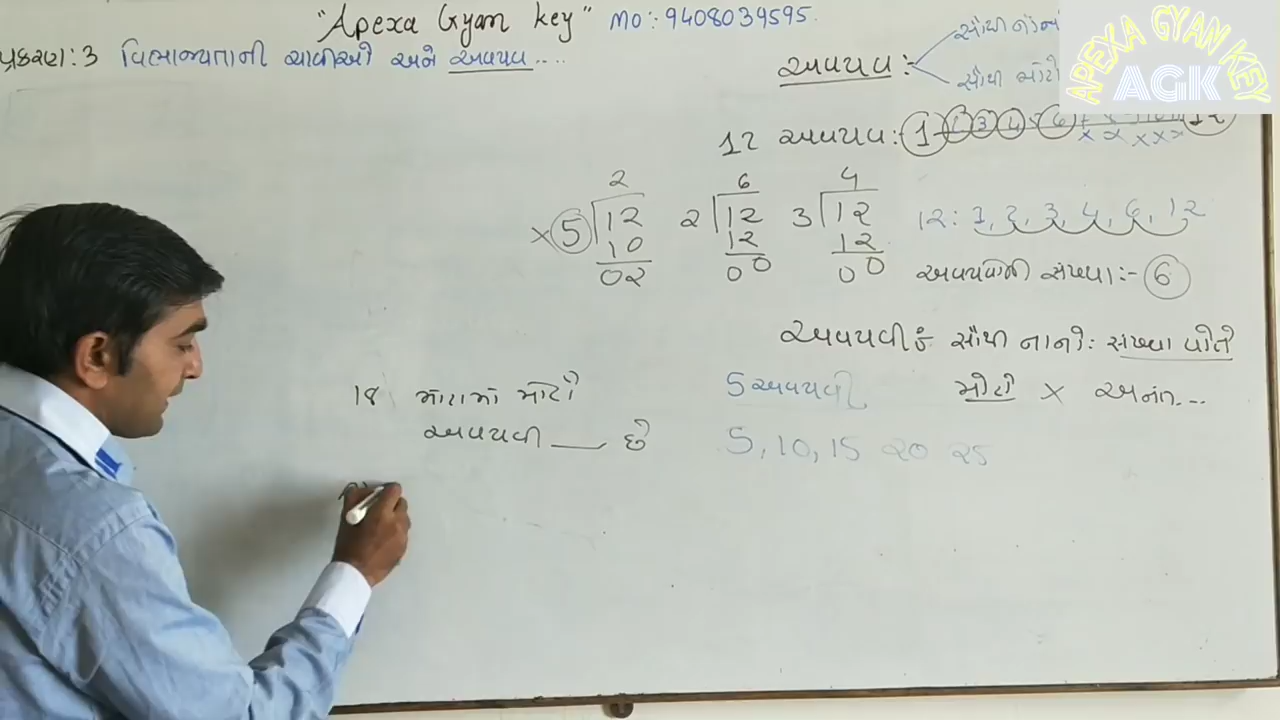 "Apexa Gyan key" MO:-9408039595.
પ્રકરણ: 3 વિભાજ્યતાની ચાવીઓ અને અવયવ....
અવયવ :-
સૌથી નાનો
સૌથી મોટો
APEXA GYAN KEY
AGK
12 અવયવ: 1 2 3 4 5 6
× × × × ×
2
× 5 12
10
02
6
2 12
12
00
4
3 12
12
00
12: 1, 2, 3, 4, 6, 12
અવયવોની સંખ્યા:- 6
અવયવી: સૌથી નાનો: સંખ્યા પોતે
મોટો × અનંત...
5 અવયવી
5, 10, 15 20 25
18 મોટામાં મોટો
અવયવી ___ છે